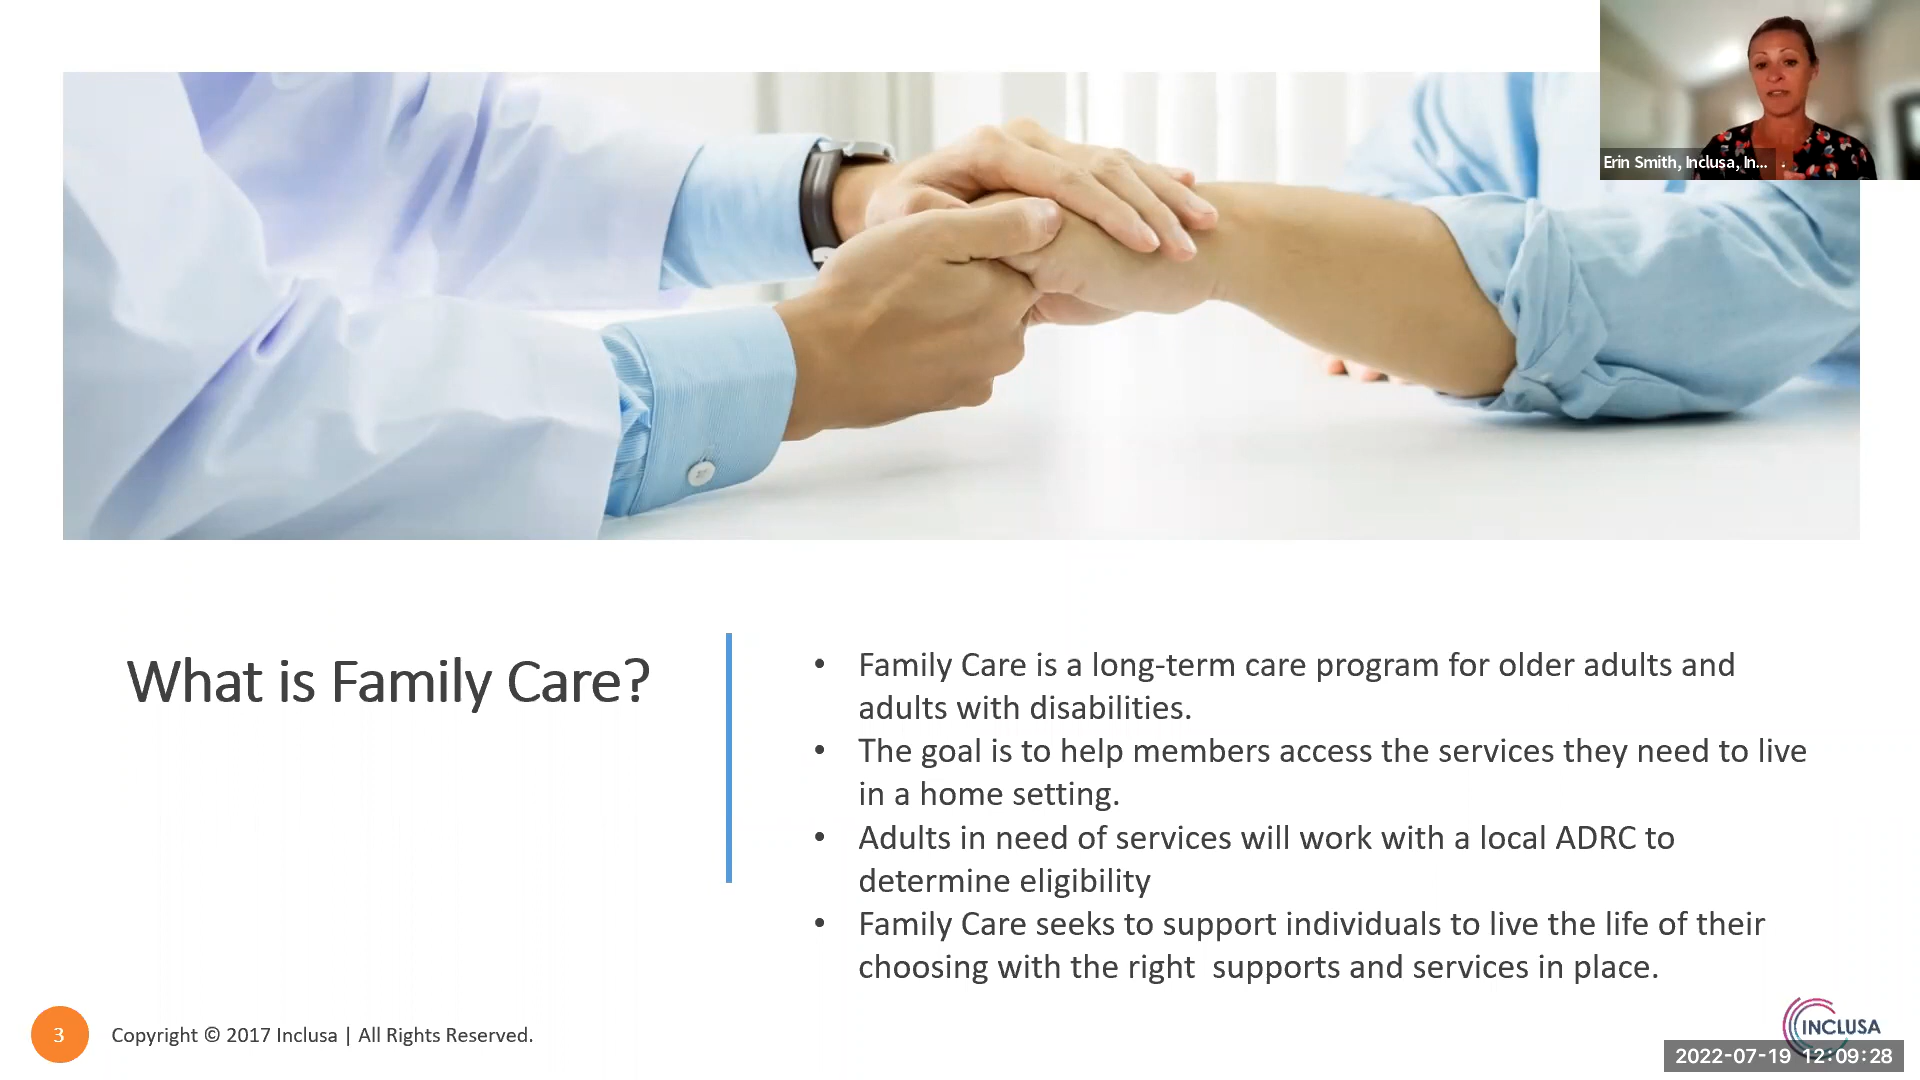 Erin Smith, Inclusa, In...
What is Family Care?
• Family Care is a long-term care program for older adults and
adults with disabilities.
• The goal is to help members access the services they need to live
in a home setting.
• Adults in need of services will work with a local ADRC to
determine eligibility
• Family Care seeks to support individuals to live the life of their
choosing with the right  supports and services in place.
3
Copyright © 2017 Inclusa | All Rights Reserved.
INCLUSA
2022-07-19 12:09:28